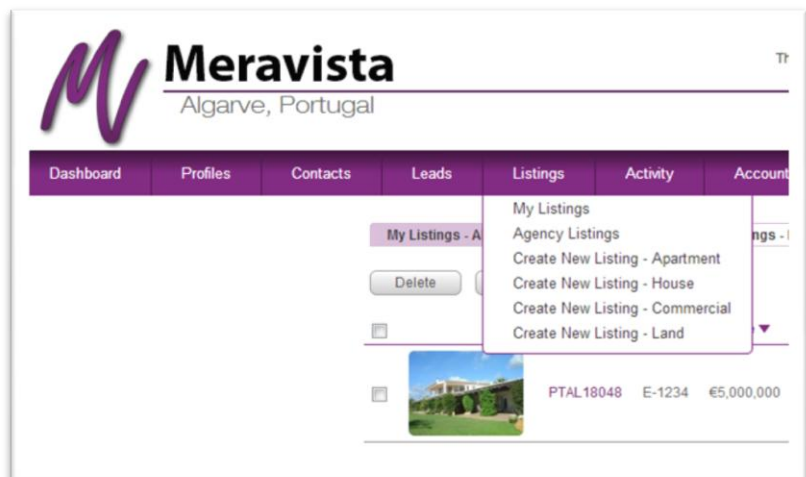 Meravista
Algarve, Portugal
Dashboard Profiles Contacts Leads Listings Activity Account
My Listings
Agency Listings
Create New Listing - Apartment
Create New Listing - House
Create New Listing - Commercial
Create New Listing - Land
My Listings - A
Delete
PTAL18048 E-1234 €5,000,000